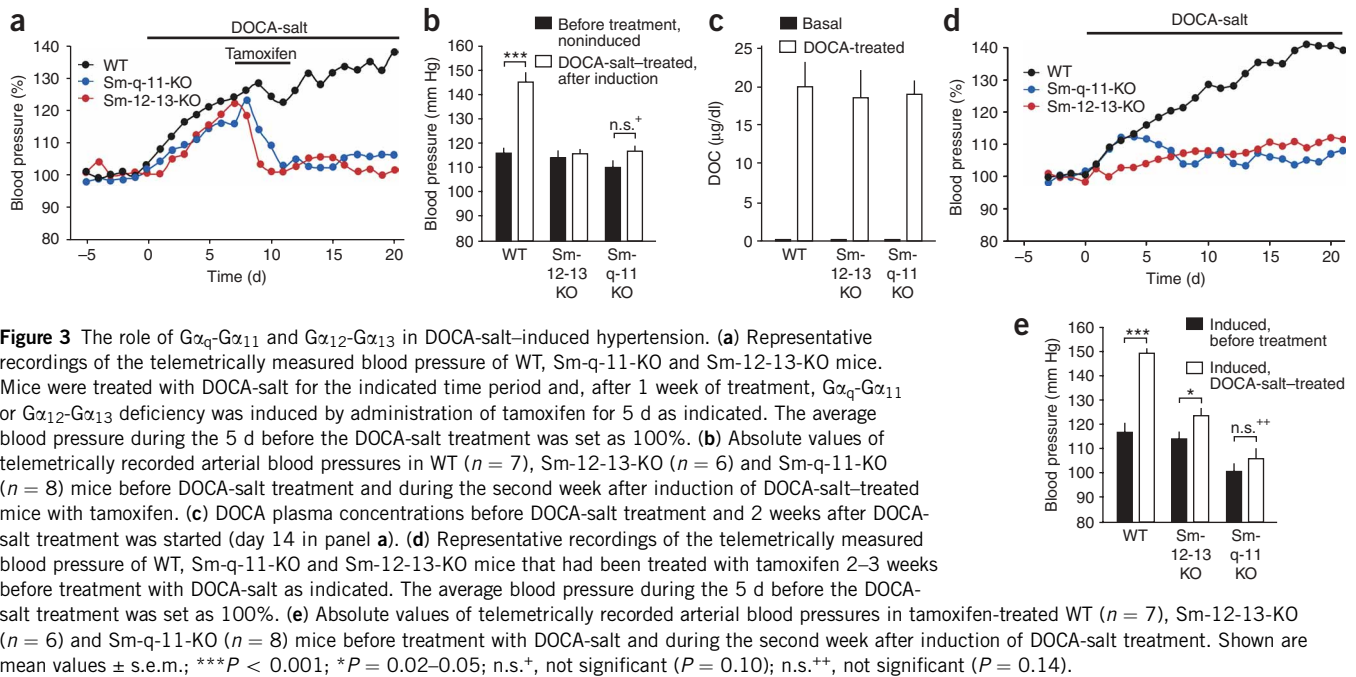 a
DOCA-salt
Tamoxifen
WT
Sm-q-11-KO
Sm-12-13-KO
Blood pressure (%)
140
130
120
110
100
90
80
–5
0
5
10
15
20
Time (d)
b
Before treatment,
noninduced
DOCA-salt–treated,
after induction
Blood pressure (mm Hg)
160
150
140
130
120
110
100
90
80
***
n.s.⁺
WT
Sm-
12-13
KO
Sm-
q-11
KO
c
Basal
DOCA-treated
DOC (µg/dl)
25
20
15
10
5
0
WT
Sm-
12-13
KO
Sm-
q-11
KO
d
DOCA-salt
WT
Sm-q-11-KO
Sm-12-13-KO
Blood pressure (%)
140
130
120
110
100
90
80
–5
0
5
10
15
20
Time (d)
e
Induced,
before treatment
Induced,
DOCA-salt–treated
Blood pressure (mm Hg)
160
150
140
130
120
110
100
90
80
***
*
n.s.⁺⁺
WT
Sm-
12-13
KO
Sm-
q-11
KO
Figure 3 The role of Gαq-Gα11 and Gα12-Gα13 in DOCA-salt–induced hypertension. (a) Representative
recordings of the telemetrically measured blood pressure of WT, Sm-q-11-KO and Sm-12-13-KO mice.
Mice were treated with DOCA-salt for the indicated time period and, after 1 week of treatment, Gαq-Gα11
or Gα12-Gα13 deficiency was induced by administration of tamoxifen for 5 d as indicated. The average
blood pressure during the 5 d before the DOCA-salt treatment was set as 100%. (b) Absolute values of
telemetrically recorded arterial blood pressures in WT (n = 7), Sm-12-13-KO (n = 6) and Sm-q-11-KO
(n = 8) mice before DOCA-salt treatment and during the second week after induction of DOCA-salt–treated
mice with tamoxifen. (c) DOCA plasma concentrations before DOCA-salt treatment and 2 weeks after DOCA-
salt treatment was started (day 14 in panel a). (d) Representative recordings of the telemetrically measured
blood pressure of WT, Sm-q-11-KO and Sm-12-13-KO mice that had been treated with tamoxifen 2–3 weeks
before treatment with DOCA-salt as indicated. The average blood pressure during the 5 d before the DOCA-
salt treatment was set as 100%. (e) Absolute values of telemetrically recorded arterial blood pressures in tamoxifen-treated WT (n = 7), Sm-12-13-KO
(n = 6) and Sm-q-11-KO (n = 8) mice before treatment with DOCA-salt and during the second week after induction of DOCA-salt treatment. Shown are
mean values ± s.e.m.; ***P < 0.001; *P = 0.02–0.05; n.s.⁺, not significant (P = 0.10); n.s.⁺⁺, not significant (P = 0.14).